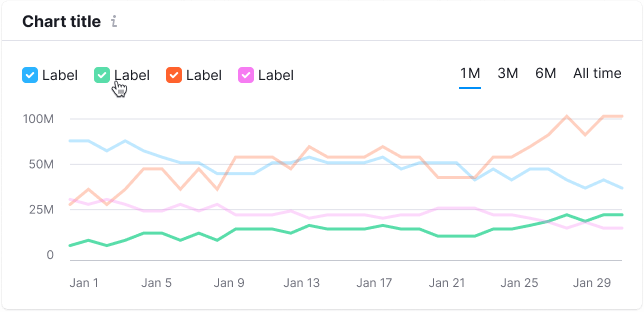 Chart title i
Label Label Label Label 1M 3M 6M All time
100M
50M
25M
0
Jan 1 Jan 5 Jan 9 Jan 13 Jan 17 Jan 21 Jan 25 Jan 29